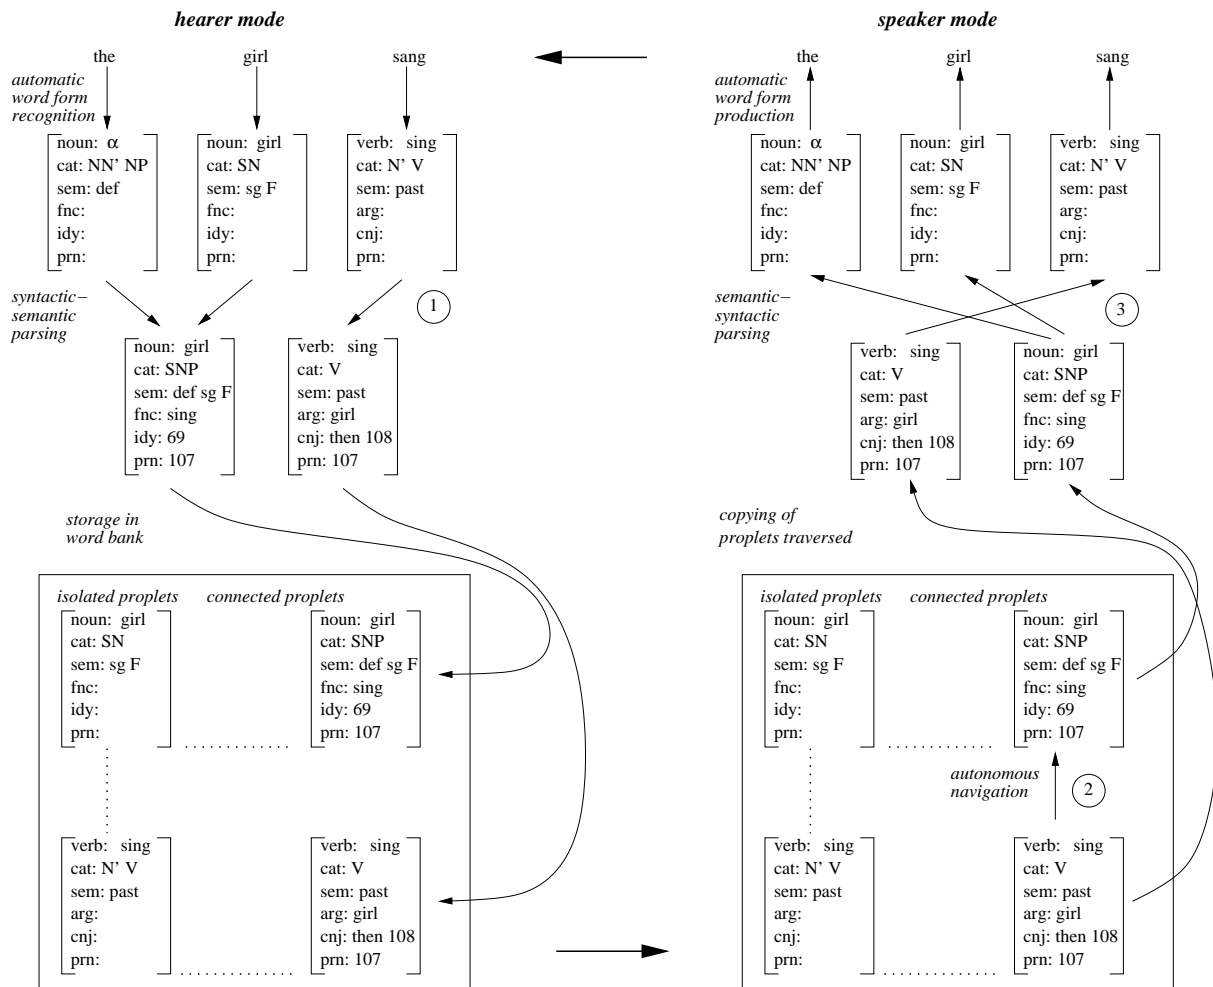 hearer mode
the girl sang
automatic
word form
recognition
noun: α
cat: NN’ NP
sem: def
fnc:
idy:
prn:
noun: girl
cat: SN
sem: sg F
fnc:
idy:
prn:
verb: sing
cat: N’ V
sem: past
arg:
cnj:
prn:
syntactic–
semantic
parsing
1
noun: girl
cat: SNP
sem: def sg F
fnc: sing
idy: 69
prn: 107
verb: sing
cat: V
sem: past
arg: girl
cnj: then 108
prn: 107
storage in
word bank
isolated proplets connected proplets
noun: girl
cat: SN
sem: sg F
fnc:
idy:
prn:
noun: girl
cat: SNP
sem: def sg F
fnc: sing
idy: 69
prn: 107
verb: sing
cat: N’ V
sem: past
arg:
cnj:
prn:
verb: sing
cat: V
sem: past
arg: girl
cnj: then 108
prn: 107
speaker mode
the girl sang
automatic
word form
production
noun: α
cat: NN’ NP
sem: def
fnc:
idy:
prn:
noun: girl
cat: SN
sem: sg F
fnc:
idy:
prn:
verb: sing
cat: N’ V
sem: past
arg:
cnj:
prn:
semantic–
syntactic
parsing
3
verb: sing
cat: V
sem: past
arg: girl
cnj: then 108
prn: 107
noun: girl
cat: SNP
sem: def sg F
fnc: sing
idy: 69
prn: 107
copying of
proplets traversed
isolated proplets connected proplets
noun: girl
cat: SN
sem: sg F
fnc:
idy:
prn:
noun: girl
cat: SNP
sem: def sg F
fnc: sing
idy: 69
prn: 107
autonomous
navigation
2
verb: sing
cat: N’ V
sem: past
arg:
cnj:
prn:
verb: sing
cat: V
sem: past
arg: girl
cnj: then 108
prn: 107